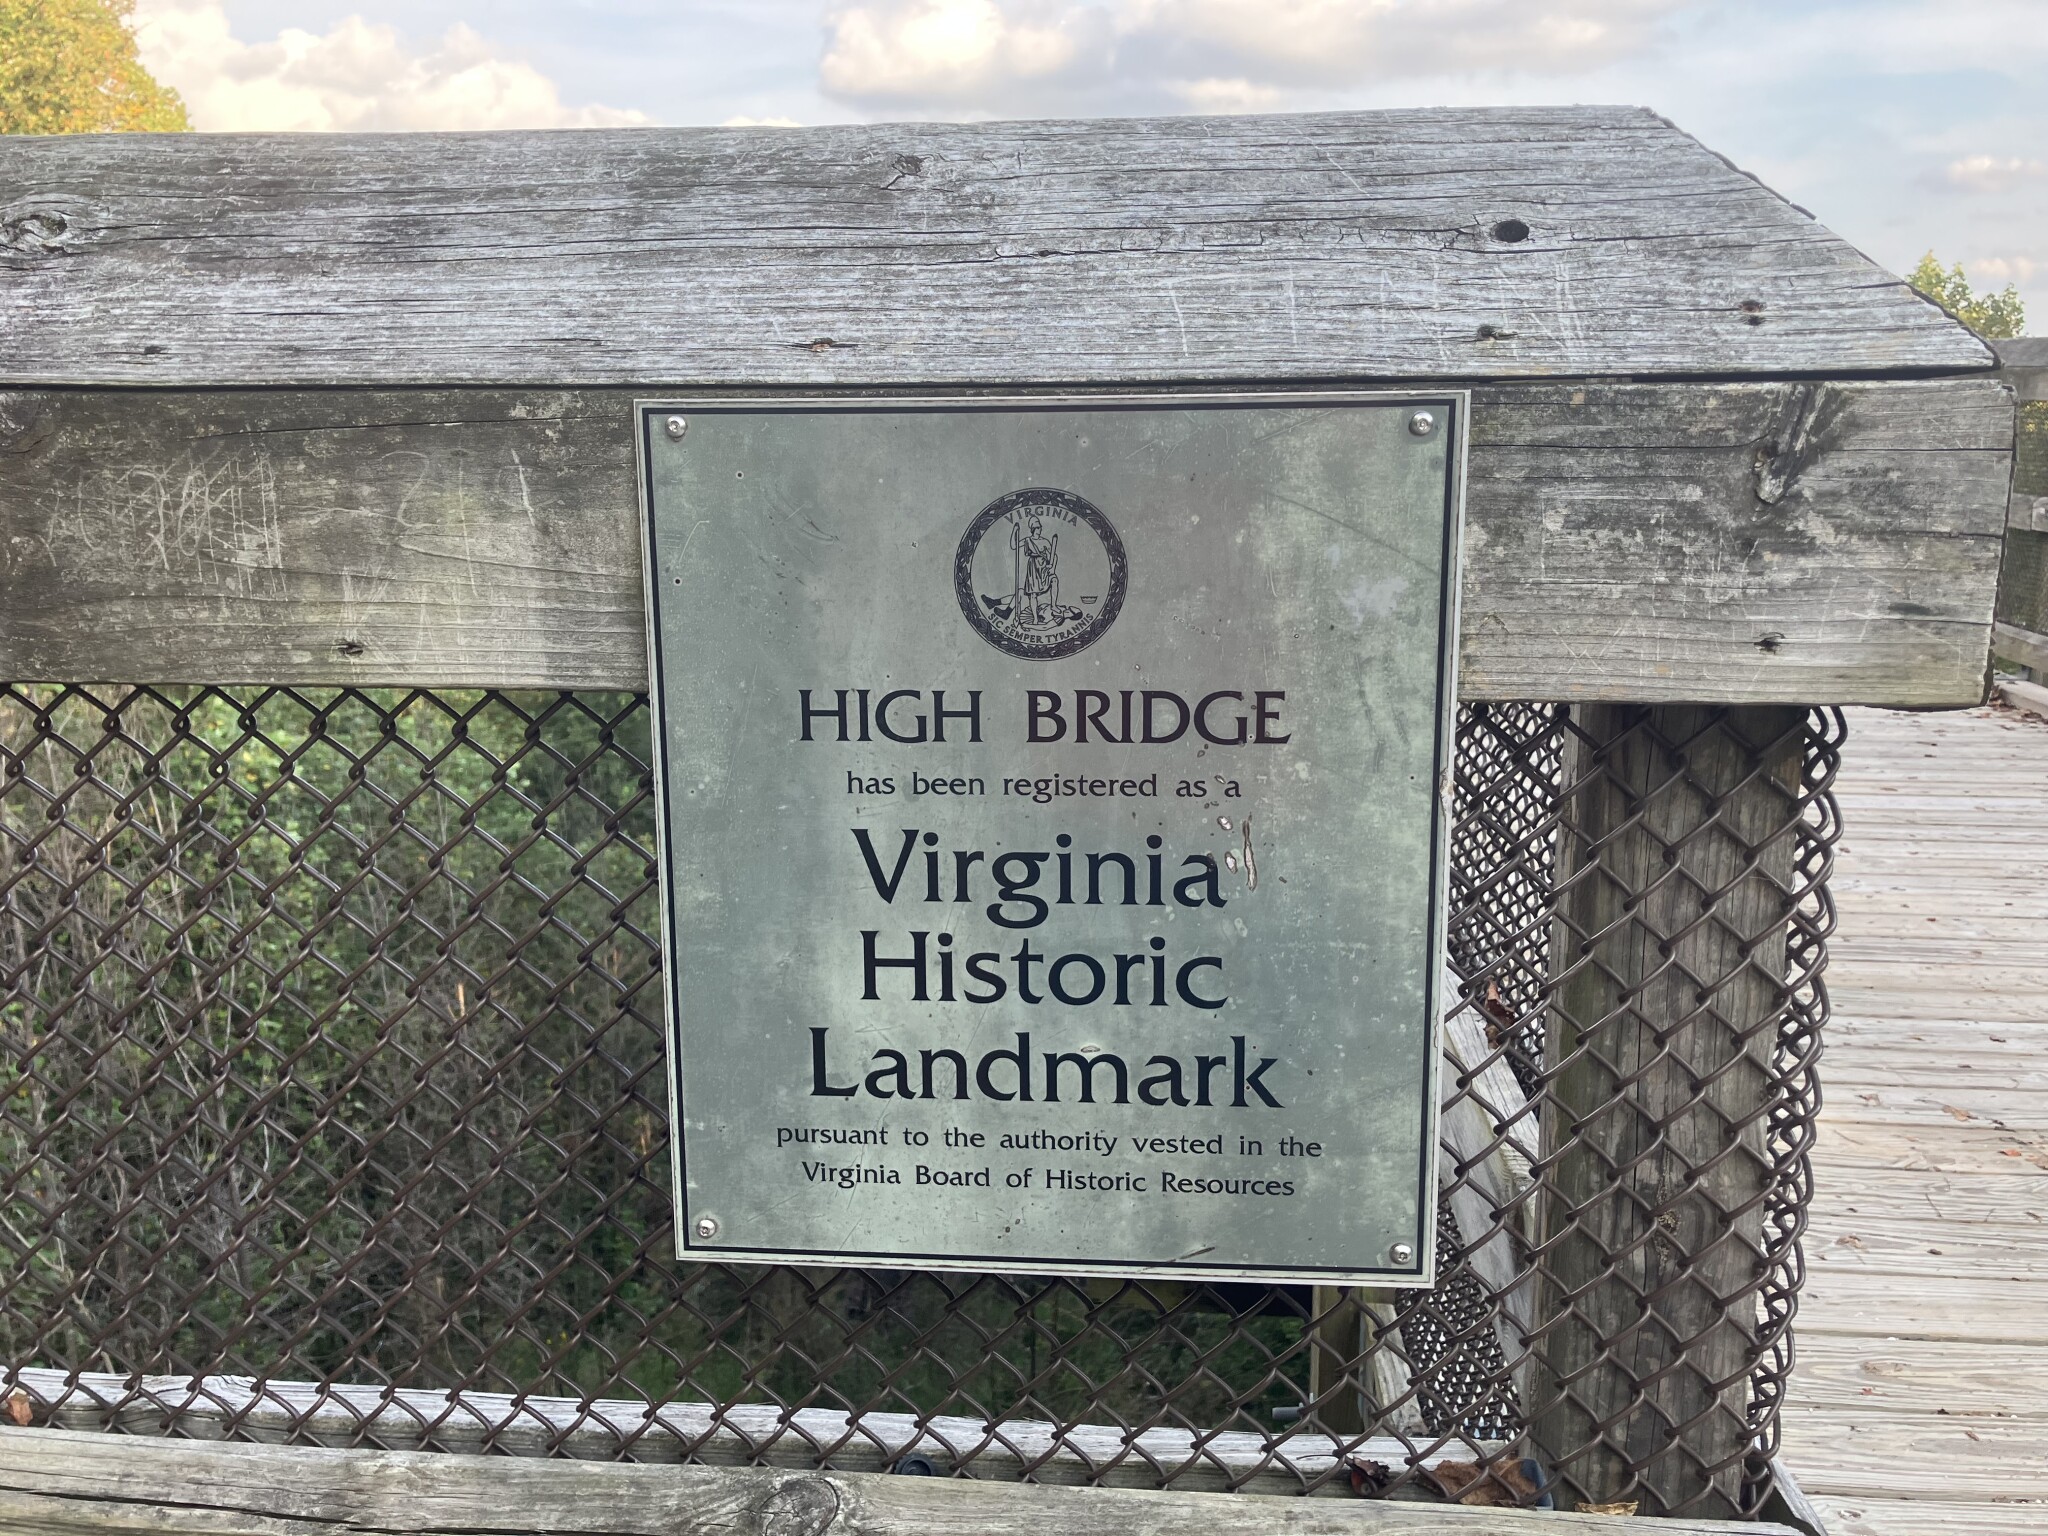 VIRGINIA
SIC SEMPER TYRANNIS
HIGH BRIDGE
has been registered as a
Virginia
Historic
Landmark
pursuant to the authority vested in the
Virginia Board of Historic Resources